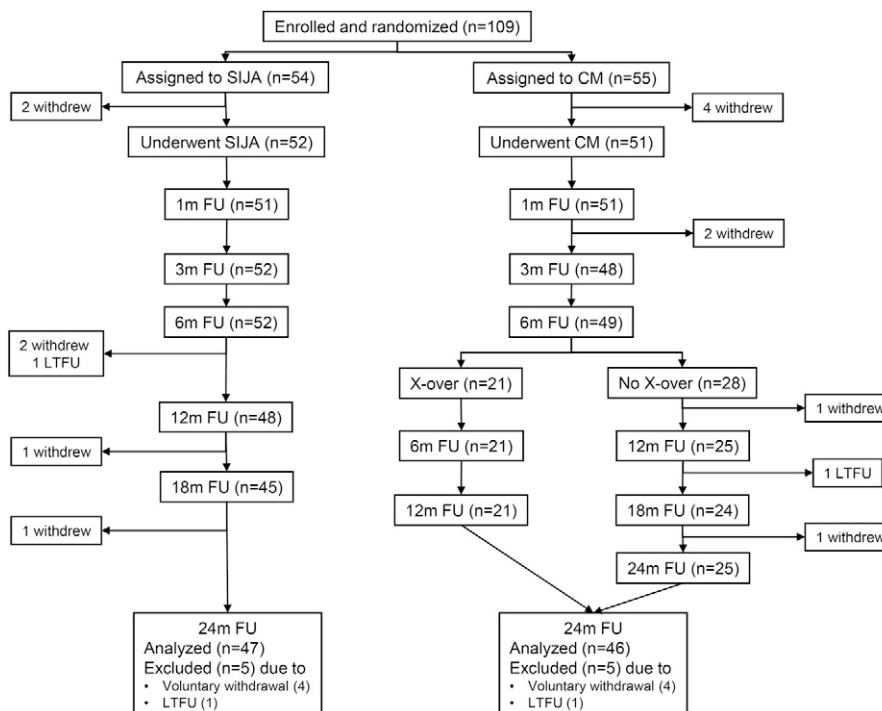 Enrolled and randomized (n=109)
Assigned to SIJA (n=54)
Assigned to CM (n=55)
2 withdrew
4 withdrew
Underwent SIJA (n=52)
Underwent CM (n=51)
1m FU (n=51)
1m FU (n=51)
2 withdrew
3m FU (n=52)
3m FU (n=48)
6m FU (n=52)
6m FU (n=49)
2 withdrew
1 LTFU
X-over (n=21)
No X-over (n=28)
1 withdrew
12m FU (n=48)
6m FU (n=21)
12m FU (n=25)
1 withdrew
1 LTFU
18m FU (n=45)
12m FU (n=21)
18m FU (n=24)
1 withdrew
1 withdrew
24m FU (n=25)
24m FU
Analyzed (n=47)
Excluded (n=5) due to
• Voluntary withdrawal (4)
• LTFU (1)
24m FU
Analyzed (n=46)
Excluded (n=5) due to
• Voluntary withdrawal (4)
• LTFU (1)